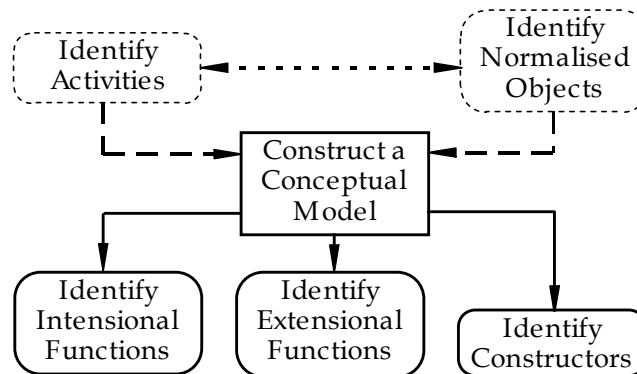 Identify
Activities
Identify
Normalised
Objects
Construct a
Conceptual
Model
Identify
Intensional
Functions
Identify
Extensional
Functions
Identify
Constructors